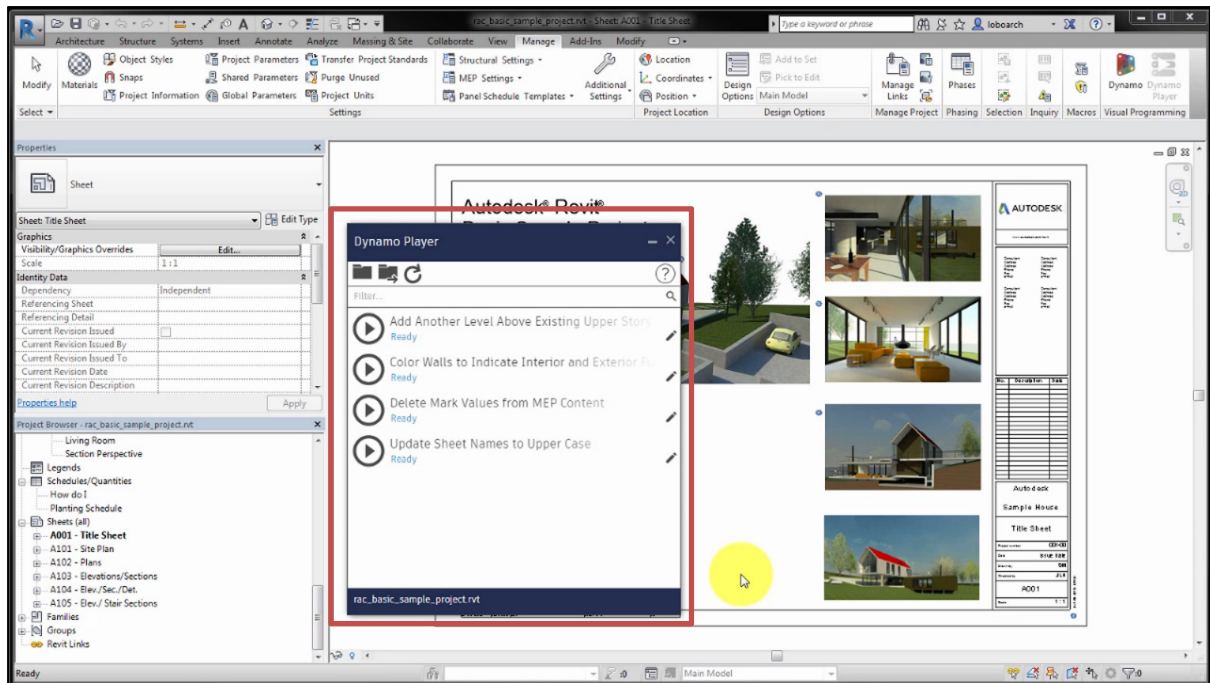 rac_basic_sample_project.rvt - Sheet: A001 - Title Sheet
Type a keyword or phrase
loboarch
Architecture Structure Systems Insert Annotate Analyze Massing & Site Collaborate View Manage Add-Ins Modify
Modify
Materials
Object Styles
Snaps
Project Information
Project Parameters
Shared Parameters
Global Parameters
Transfer Project Standards
Purge Unused
Project Units
Structural Settings
MEP Settings
Panel Schedule Templates
Additional
Settings
Location
Coordinates
Position
Design
Options
Add to Set
Pick to Edit
Main Model
Manage
Links
Phases
Dynamo
Dynamo
Player
Select
Settings
Project Location
Design Options
Manage Project
Phasing
Selection
Inquiry
Macros
Visual Programming
Properties
Sheet
Sheet: Title Sheet
Edit Type
Graphics
Visibility/Graphics Overrides Edit...
Scale 1:1
Identity Data
Dependency Independent
Referencing Sheet
Referencing Detail
Current Revision Issued
Current Revision Issued By
Current Revision Issued To
Current Revision Date
Current Revision Description
Properties help
Apply
Project Browser - rac_basic_sample_project.rvt
Living Room
Section Perspective
Legends
Schedules/Quantities
How do I
Planting Schedule
Sheets (all)
A001 - Title Sheet
A101 - Site Plan
A102 - Plans
A103 - Elevations/Sections
A104 - Elev./Sec./Det.
A105 - Elev./ Stair Sections
Families
Groups
Revit Links
Autodesk® Revit®
Dynamo Player
Filter...
Add Another Level Above Existing Upper Story
Ready
Color Walls to Indicate Interior and Exterior
Ready
Delete Mark Values from MEP Content
Ready
Update Sheet Names to Upper Case
Ready
rac_basic_sample_project.rvt
AUTODESK
No. Description Date
Autodesk
Sample House
Title Sheet
A001
1:1
Ready
:0
Main Model
:0